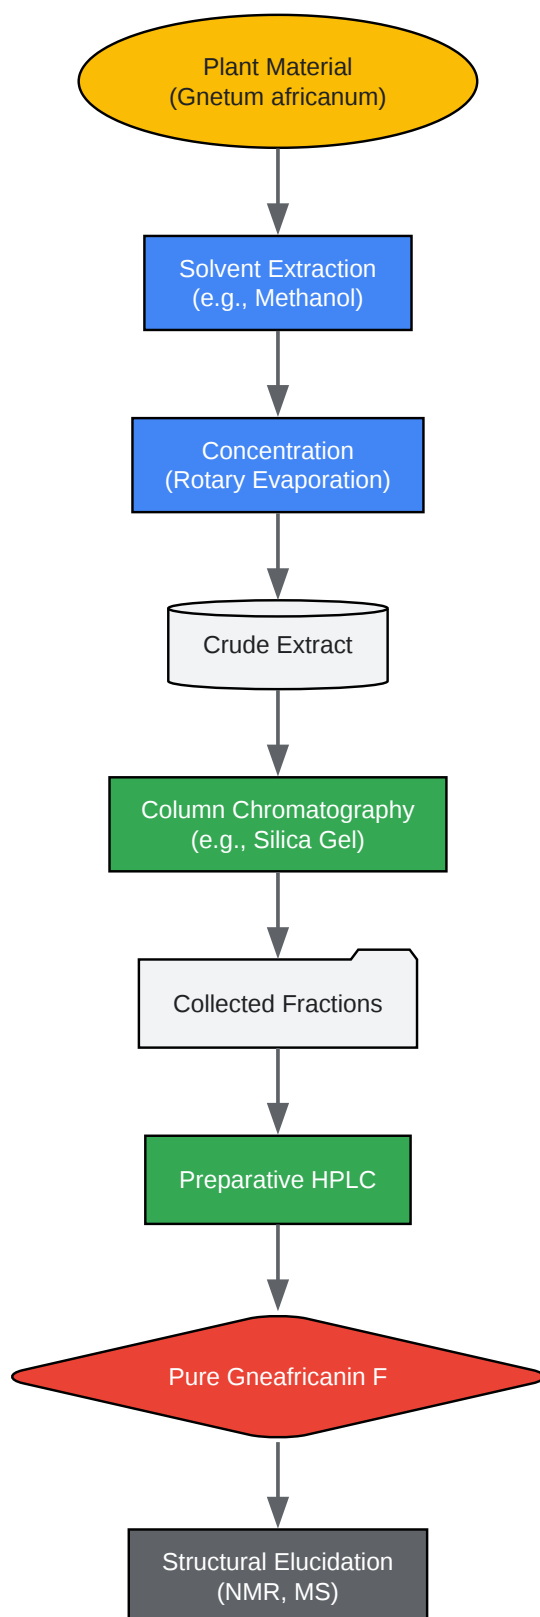 Plant Material
(Gnetum africanum)
Solvent Extraction
(e.g., Methanol)
Concentration
(Rotary Evaporation)
Crude Extract
Column Chromatography
(e.g., Silica Gel)
Collected Fractions
Preparative HPLC
Pure Gneafricanin F
Structural Elucidation
(NMR, MS)